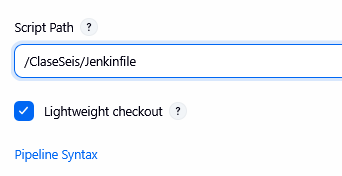 Script Path ?
/ClaseSeis/Jenkinfile
Lightweight checkout ?
Pipeline Syntax